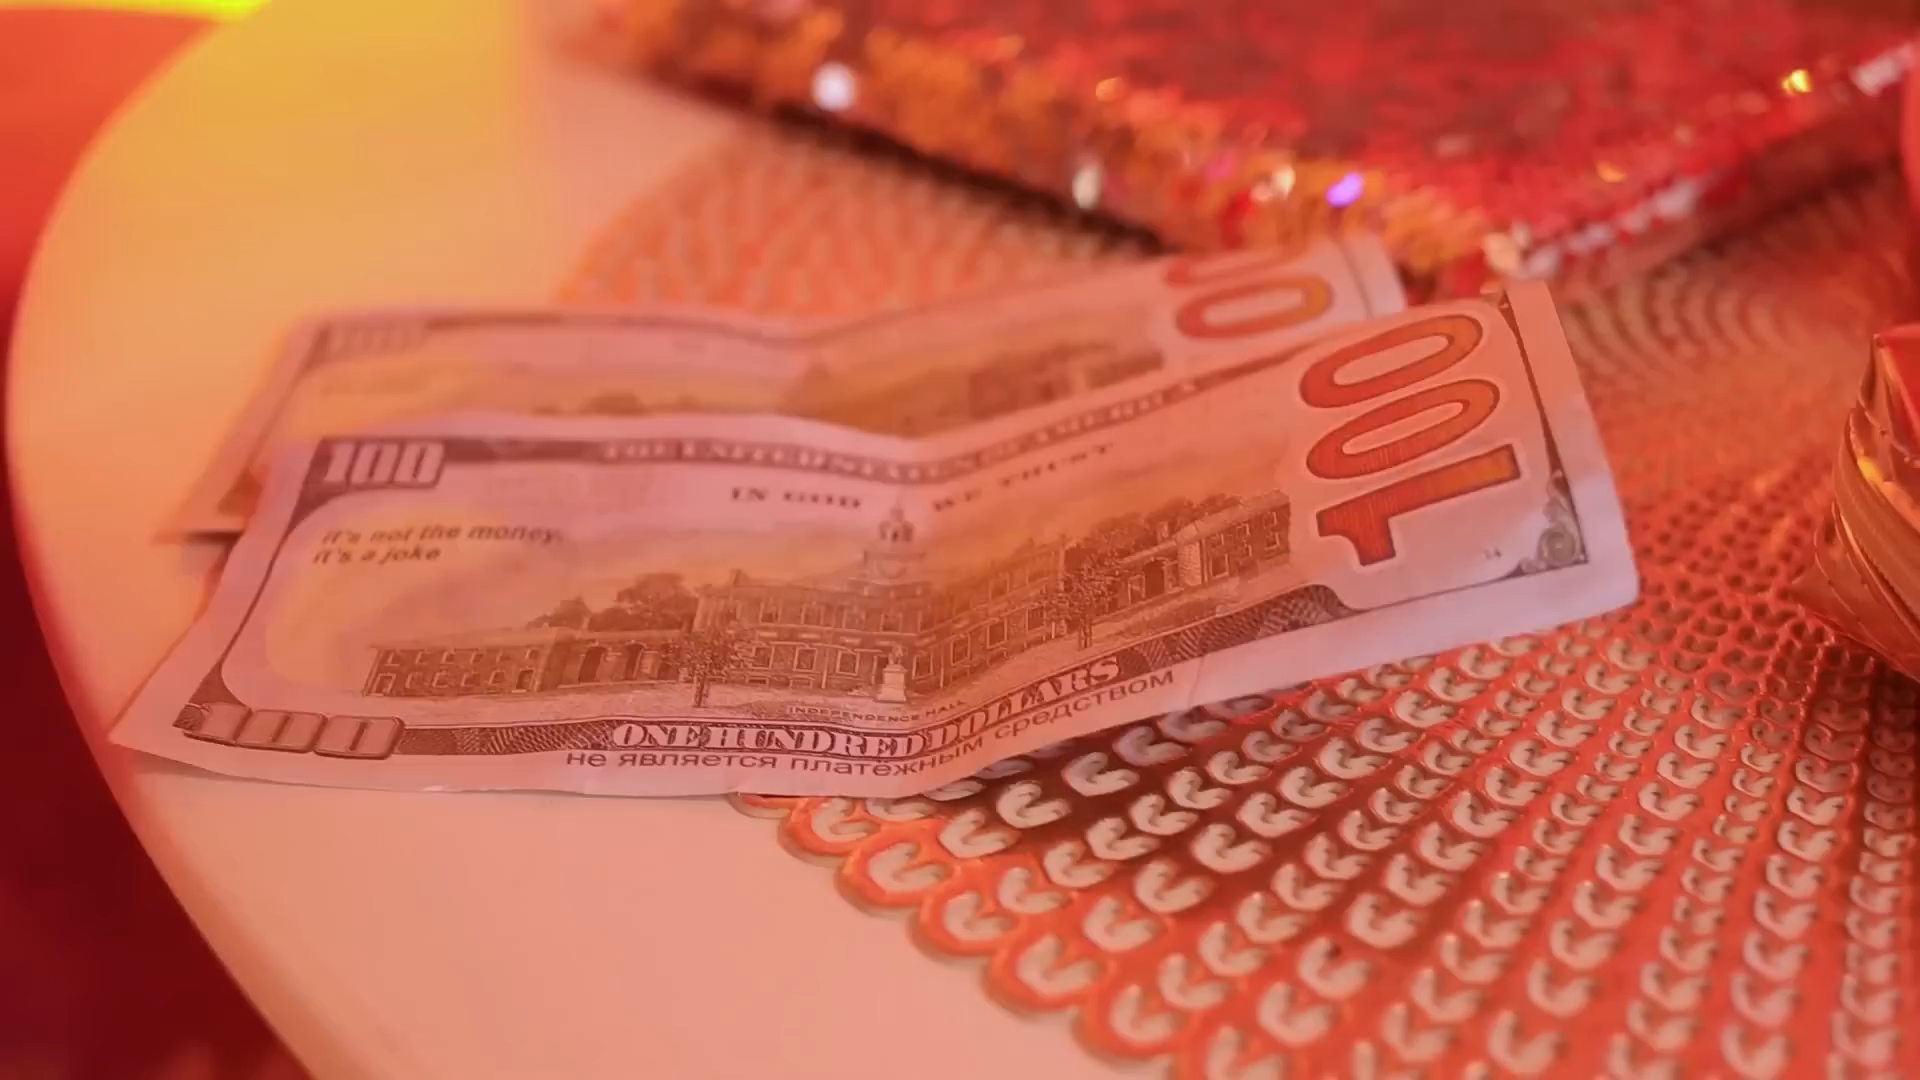 100
THE UNITED STATES OF AMERICA
IN GOD WE TRUST
it's not the money,
it's a joke
100
INDEPENDENCE HALL
100
ONE HUNDRED DOLLARS
не является платёжным средством
00